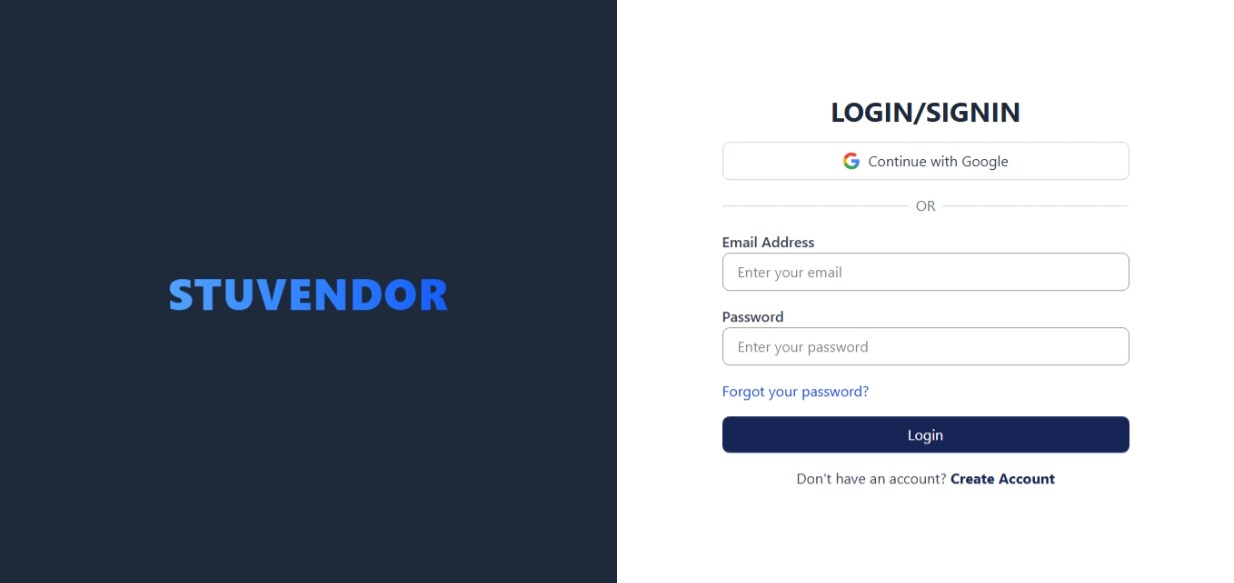 STUVENDOR
LOGIN/SIGNIN
Continue with Google
OR
Email Address
Enter your email
Password
Enter your password
Forgot your password?
Login
Don't have an account? Create Account